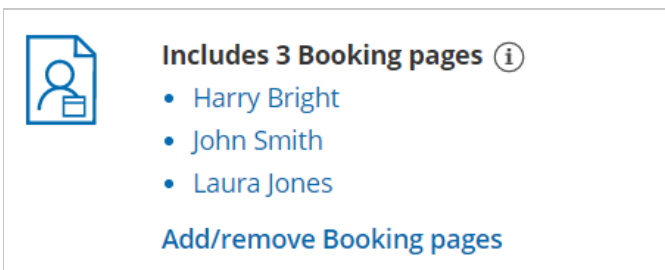 Includes 3 Booking pages i
• Harry Bright
• John Smith
• Laura Jones
Add/remove Booking pages